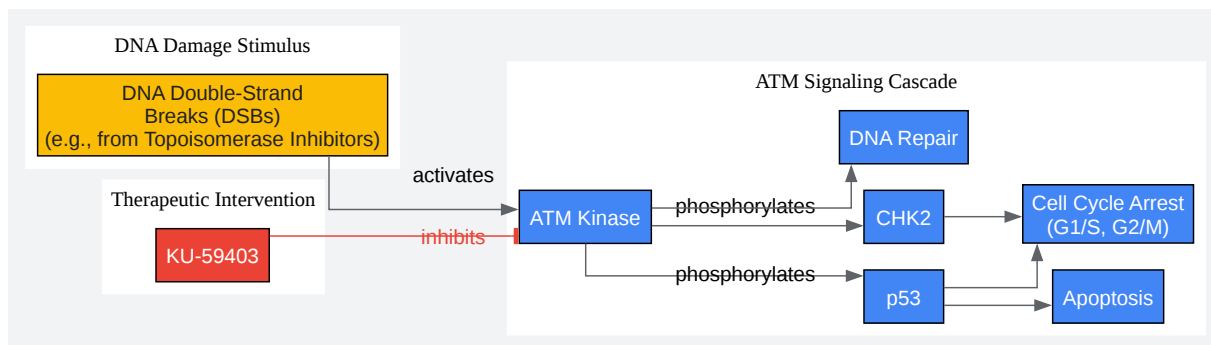 DNA Damage Stimulus
DNA Double-Strand
Breaks (DSBs)
(e.g., from Topoisomerase Inhibitors)
activates
Therapeutic Intervention
KU-59403
inhibits
ATM Signaling Cascade
ATM Kinase
phosphorylates
phosphorylates
DNA Repair
CHK2
p53
Cell Cycle Arrest
(G1/S, G2/M)
Apoptosis